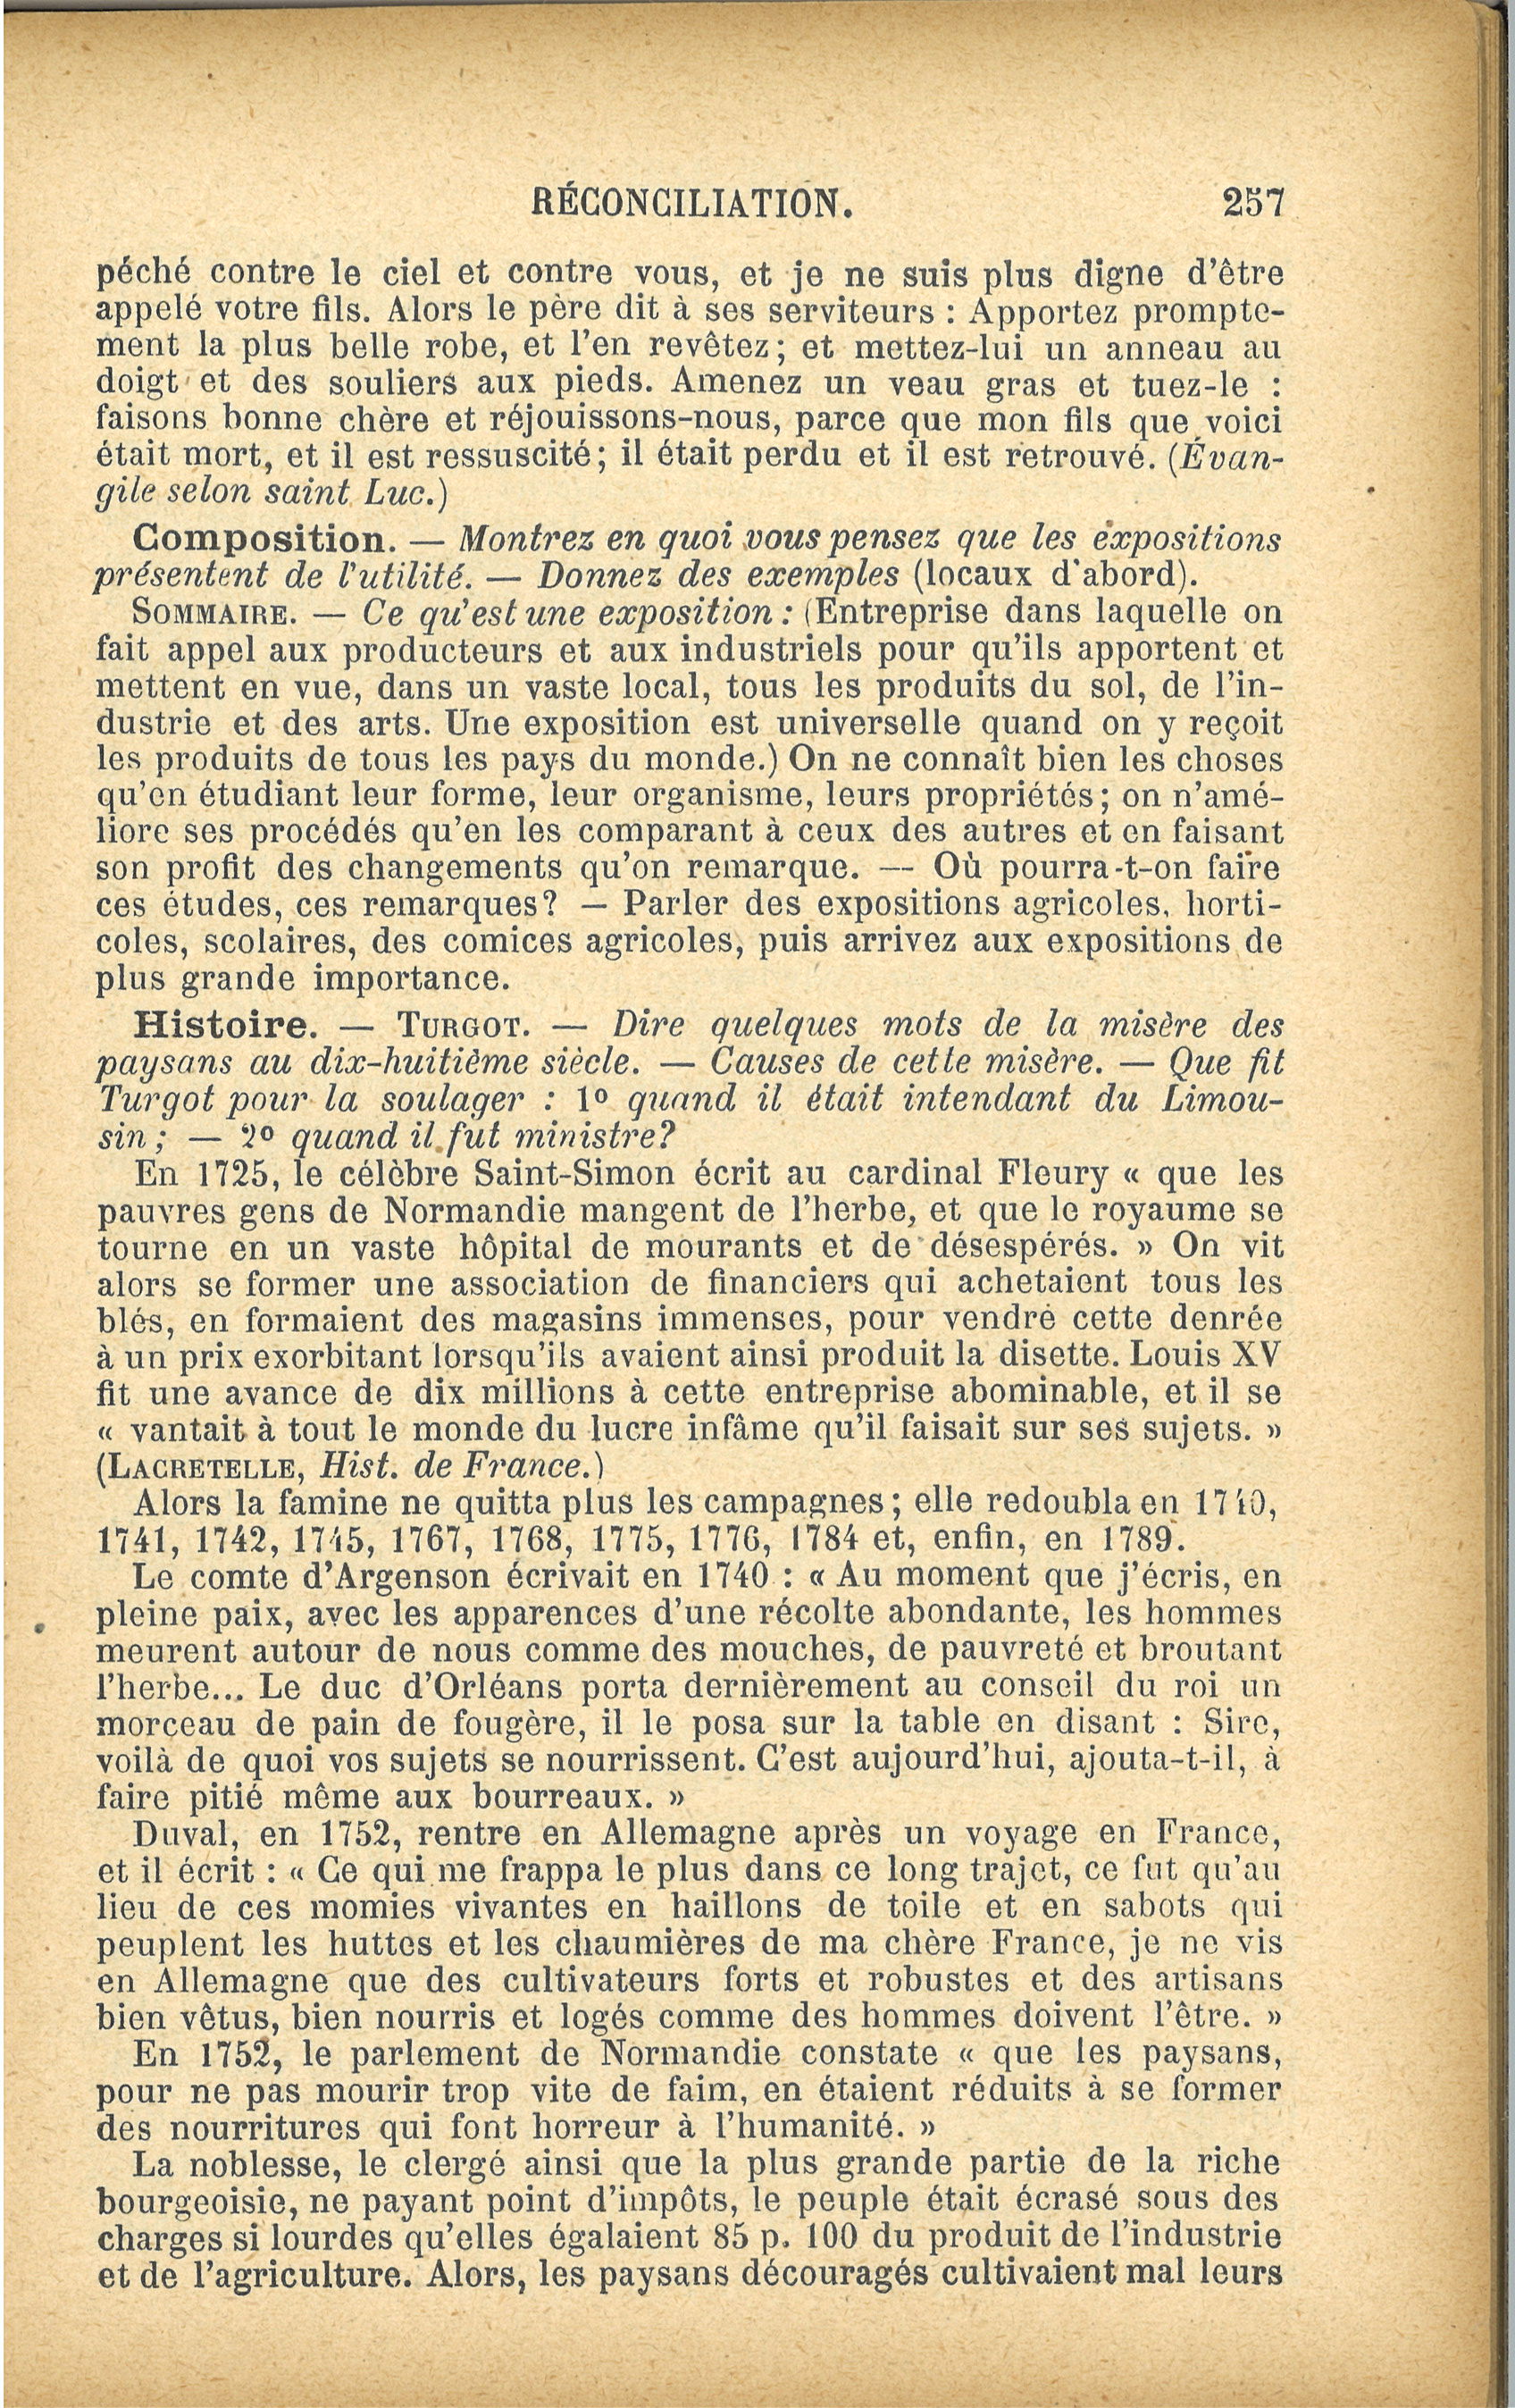 RÉCONCILIATION. 257
péché contre le ciel et contre vous, et je ne suis plus digne d'être
appelé votre fils. Alors le père dit à ses serviteurs : Apportez prompte-
ment la plus belle robe, et l'en revêtez; et mettez-lui un anneau au
doigt et des souliers aux pieds. Amenez un veau gras et tuez-le :
faisons bonne chère et réjouissons-nous, parce que mon fils que voici
était mort, et il est ressuscité; il était perdu et il est retrouvé. (Évan-
gile selon saint Luc.)
Composition. — Montrez en quoi vous pensez que les expositions
présentent de l'utilité. — Donnez des exemples (locaux d'abord).
SOMMAIRE. — Ce qu'est une exposition : (Entreprise dans laquelle on
fait appel aux producteurs et aux industriels pour qu'ils apportent et
mettent en vue, dans un vaste local, tous les produits du sol, de l'in-
dustrie et des arts. Une exposition est universelle quand on y reçoit
les produits de tous les pays du monde.) On ne connaît bien les choses
qu'en étudiant leur forme, leur organisme, leurs propriétés; on n'amé-
liore ses procédés qu'en les comparant à ceux des autres et en faisant
son profit des changements qu'on remarque. — Où pourra-t-on faire
ces études, ces remarques? — Parler des expositions agricoles, horti-
coles, scolaires, des comices agricoles, puis arrivez aux expositions de
plus grande importance.
Histoire. — TURGOT. — Dire quelques mots de la misère des
paysans au dix-huitième siècle. — Causes de cette misère. — Que fit
Turgot pour la soulager : 1º quand il était intendant du Limou-
sin; — 2º quand il fut ministre?
En 1725, le célèbre Saint-Simon écrit au cardinal Fleury « que les
pauvres gens de Normandie mangent de l'herbe, et que le royaume se
tourne en un vaste hôpital de mourants et de désespérés. » On vit
alors se former une association de financiers qui achetaient tous les
blés, en formaient des magasins immenses, pour vendre cette denrée
à un prix exorbitant lorsqu'ils avaient ainsi produit la disette. Louis XV
fit une avance de dix millions à cette entreprise abominable, et il se
« vantait à tout le monde du lucre infâme qu'il faisait sur ses sujets. »
(LACRETELLE, Hist. de France.)
Alors la famine ne quitta plus les campagnes; elle redoubla en 1740,
1741, 1742, 1745, 1767, 1768, 1775, 1776, 1784 et, enfin, en 1789.
Le comte d'Argenson écrivait en 1740 : « Au moment que j'écris, en
pleine paix, avec les apparences d'une récolte abondante, les hommes
meurent autour de nous comme des mouches, de pauvreté et broutant
l'herbe... Le duc d'Orléans porta dernièrement au conseil du roi un
morceau de pain de fougère, il le posa sur la table en disant : Sire,
voilà de quoi vos sujets se nourrissent. C'est aujourd'hui, ajouta-t-il, à
faire pitié même aux bourreaux. »
Duval, en 1752, rentre en Allemagne après un voyage en France,
et il écrit : « Ce qui me frappa le plus dans ce long trajet, ce fut qu'au
lieu de ces momies vivantes en haillons de toile et en sabots qui
peuplent les huttes et les chaumières de ma chère France, je ne vis
en Allemagne que des cultivateurs forts et robustes et des artisans
bien vêtus, bien nourris et logés comme des hommes doivent l'être. »
En 1752, le parlement de Normandie constate « que les paysans,
pour ne pas mourir trop vite de faim, en étaient réduits à se former
des nourritures qui font horreur à l'humanité. »
La noblesse, le clergé ainsi que la plus grande partie de la riche
bourgeoisie, ne payant point d'impôts, le peuple était écrasé sous des
charges si lourdes qu'elles égalaient 85 p. 100 du produit de l'industrie
et de l'agriculture. Alors, les paysans découragés cultivaient mal leurs